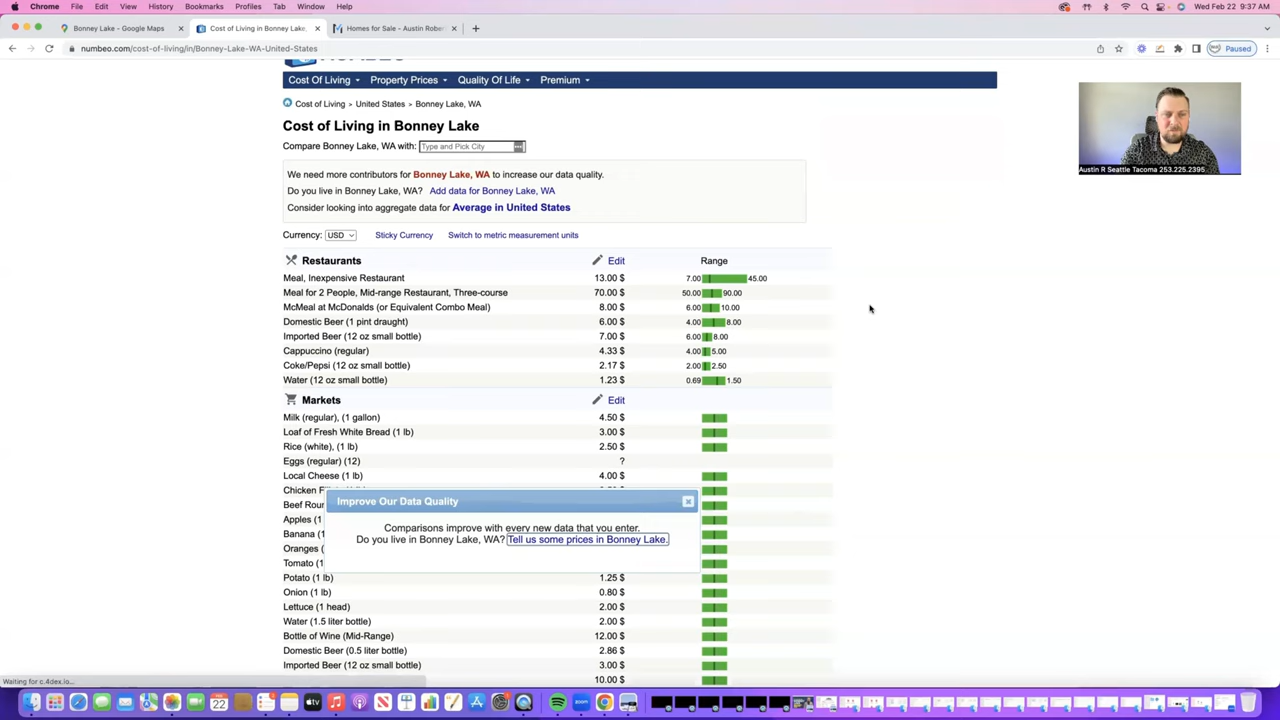 Chrome File Edit View History Bookmarks Profiles Tab Window Help Wed Feb 22 9:37 AM
Bonney Lake - Google Maps × Cost of Living in Bonney Lake, × Homes for Sale - Austin Rober ×
numbeo.com/cost-of-living/in/Bonney-Lake-WA-United-States Paused
Cost Of Living Property Prices Quality Of Life Premium
Cost of Living > United States > Bonney Lake, WA
Cost of Living in Bonney Lake
Compare Bonney Lake, WA with: Type and Pick City
Austin R Seattle Tacoma 253.225.2395
We need more contributors for Bonney Lake, WA to increase our data quality.
Do you live in Bonney Lake, WA? Add data for Bonney Lake, WA
Consider looking into aggregate data for Average in United States
Currency: USD Sticky Currency Switch to metric measurement units
Restaurants Edit Range
Meal, Inexpensive Restaurant 13.00 $ 7.00 45.00
Meal for 2 People, Mid-range Restaurant, Three-course 70.00 $ 50.00 90.00
McMeal at McDonalds (or Equivalent Combo Meal) 8.00 $ 6.00 10.00
Domestic Beer (1 pint draught) 6.00 $ 4.00 8.00
Imported Beer (12 oz small bottle) 7.00 $ 6.00 8.00
Cappuccino (regular) 4.33 $ 4.00 5.00
Coke/Pepsi (12 oz small bottle) 2.17 $ 2.00 2.50
Water (12 oz small bottle) 1.23 $ 0.69 1.50
Markets Edit
Milk (regular), (1 gallon) 4.50 $
Loaf of Fresh White Bread (1 lb) 3.00 $
Rice (white), (1 lb) 2.50 $
Eggs (regular) (12) ?
Local Cheese (1 lb) 4.00 $
Chicken
Improve Our Data Quality
Beef Rour
Apples (1
Comparisons improve with every new data that you enter.
Banana (1
Do you live in Bonney Lake, WA? Tell us some prices in Bonney Lake.
Oranges (
Tomato (1
Potato (1 lb) 1.25 $
Onion (1 lb) 0.80 $
Lettuce (1 head) 2.00 $
Water (1.5 liter bottle) 2.00 $
Bottle of Wine (Mid-Range) 12.00 $
Domestic Beer (0.5 liter bottle) 2.86 $
Imported Beer (12 oz small bottle) 3.00 $
10.00 $
Waiting for c.4dex.io...